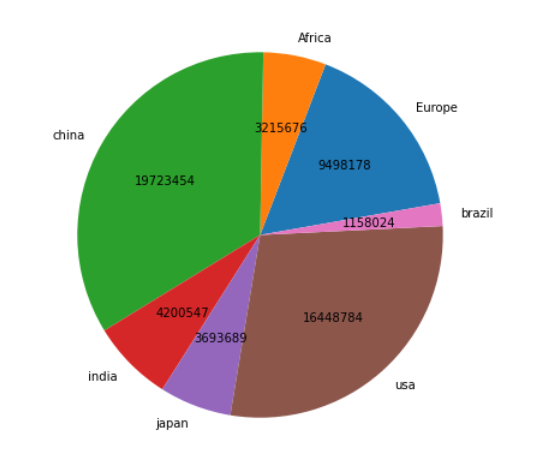 Africa
Europe
china
3215676
9498178
19723454
brazil
1158024
4200547
16448784
3693689
india
usa
japan